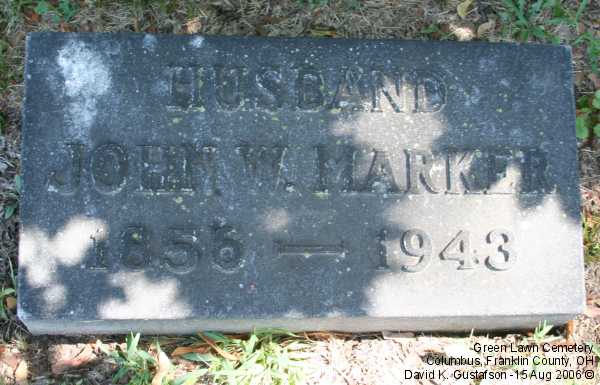 HUSBAND
JOHN W. MARKER
1856 — 1943
Green Lawn Cemetery
Columbus, Franklin County, OH
David K. Gustafson -15 Aug 2006 ©